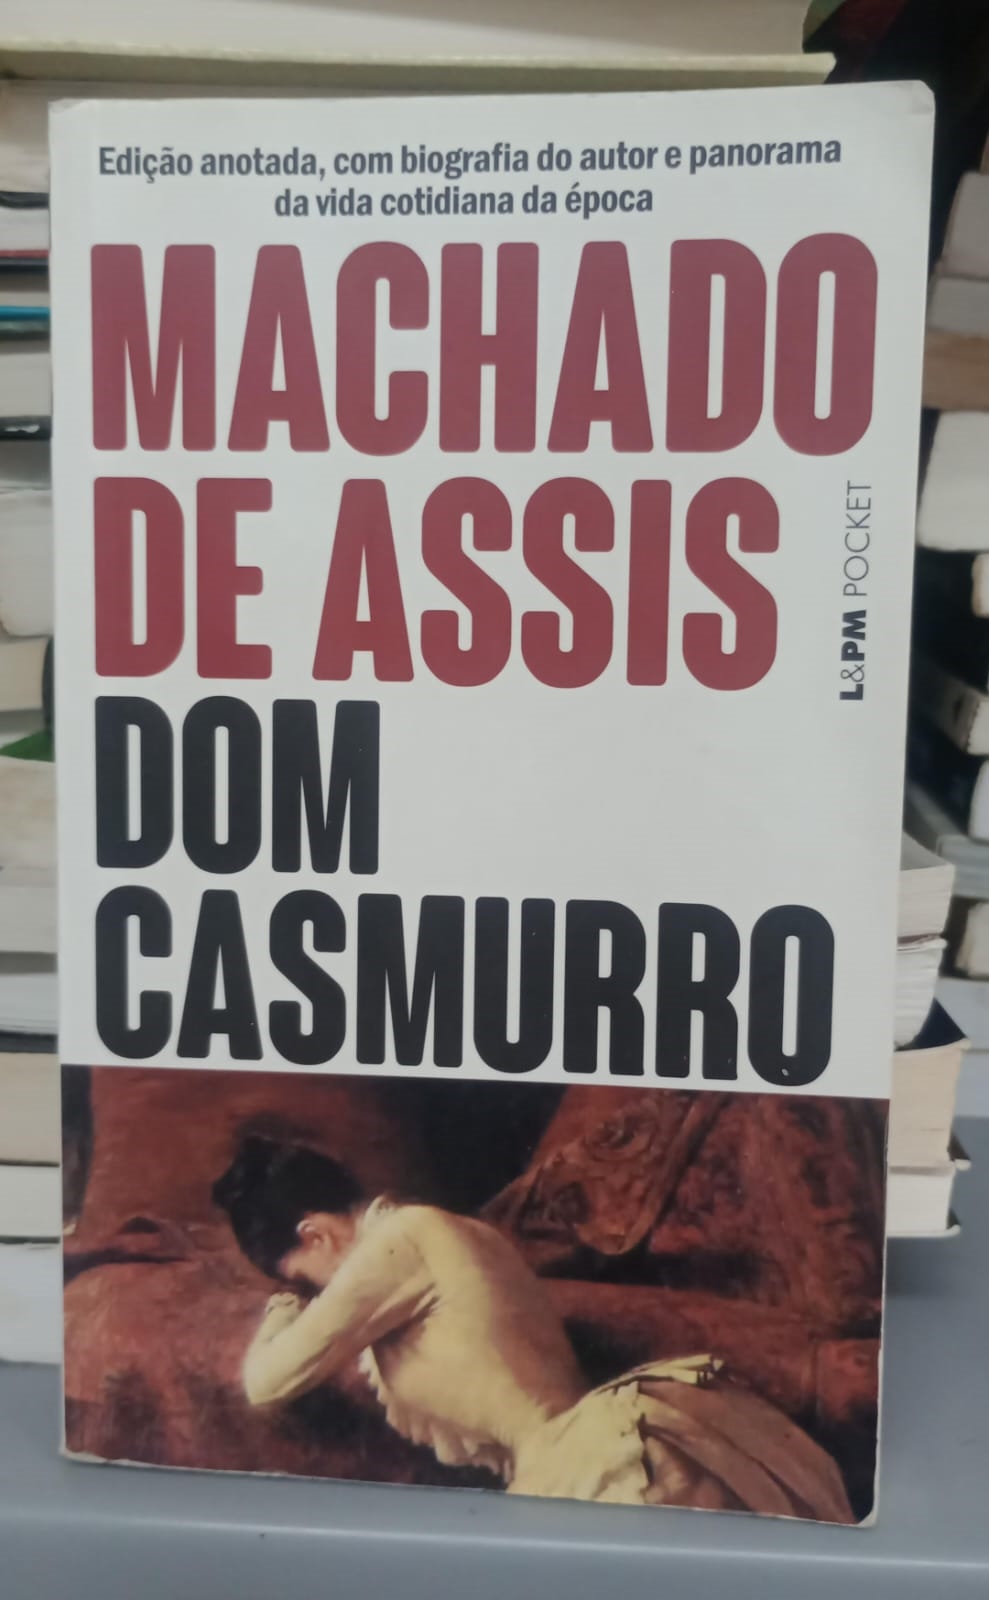 Edição anotada, com biografia do autor e panorama
da vida cotidiana da época
MACHADO
DE ASSIS
L&PM POCKET
DOM
CASMURRO